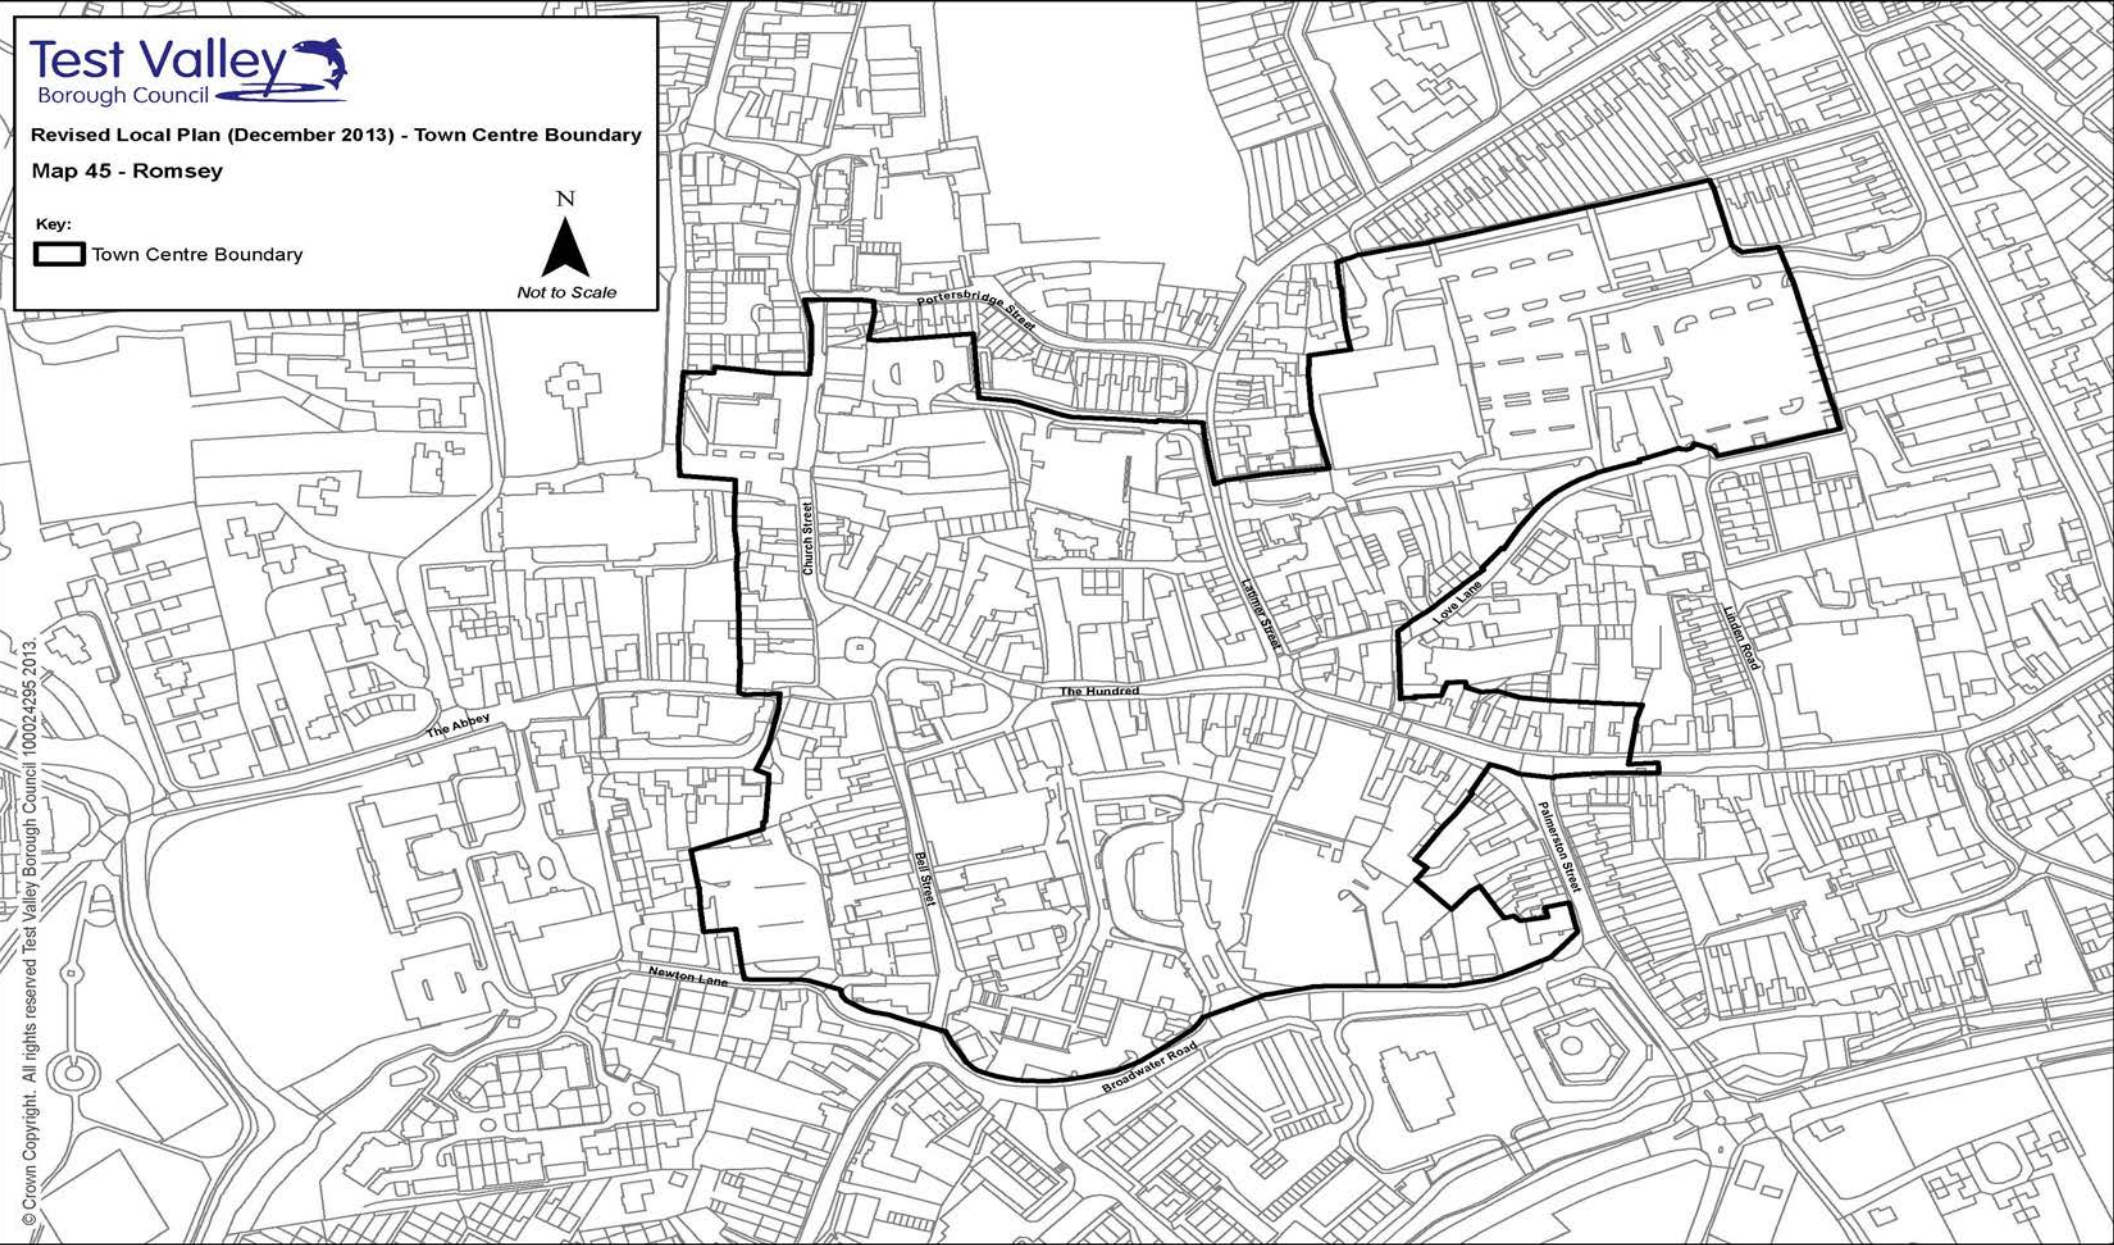 Test Valley
Borough Council
Revised Local Plan (December 2013) - Town Centre Boundary
Map 45 - Romsey
N
Key:
Town Centre Boundary
Not to Scale
Portersbridge Street
Church Street
Latimer Street
Love Lane
Linden Road
The Hundred
The Abbey
Palmerston Street
Bell Street
Newton Lane
Broadwater Road
© Crown Copyright. All rights reserved Test Valley Borough Council 100024295 2013.